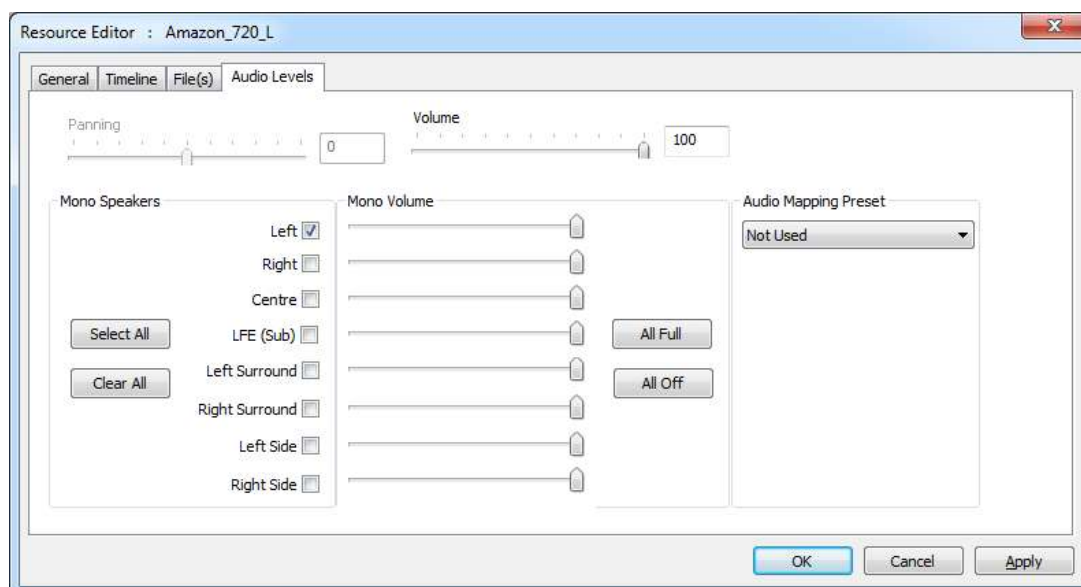 Resource Editor : Amazon_720_L
General Timeline File(s) Audio Levels
Panning
0
Volume
100
Mono Speakers
Left
Right
Centre
LFE (Sub)
Left Surround
Right Surround
Left Side
Right Side
Select All
Clear All
Mono Volume
All Full
All Off
Audio Mapping Preset
Not Used
OK Cancel Apply